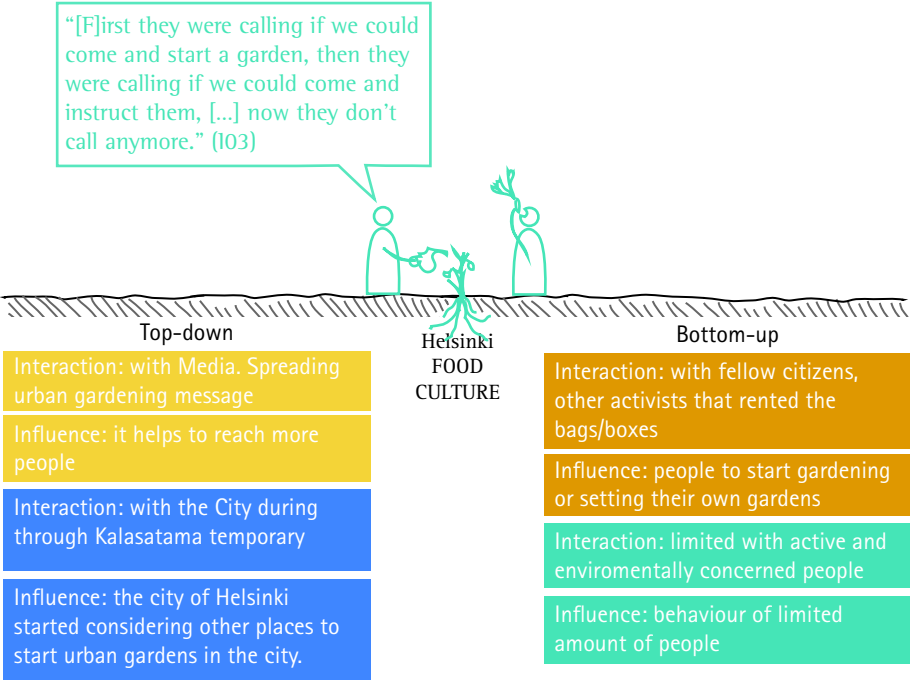 “[F]irst they were calling if we could
come and start a garden, then they
were calling if we could come and
instruct them, [...] now they don’t
call anymore.” (103)
Top-down
Interaction: with Media. Spreading
urban gardening message
Influence: it helps to reach more
people
Interaction: with the City during
through Kalasatama temporary
Influence: the city of Helsinki
started considering other places to
start urban gardens in the city.
Helsinki
FOOD
CULTURE
Bottom-up
Interaction: with fellow citizens,
other activists that rented the
bags/boxes
Influence: people to start gardening
or setting their own gardens
Interaction: limited with active and
enviromentally concerned people
Influence: behaviour of limited
amount of people